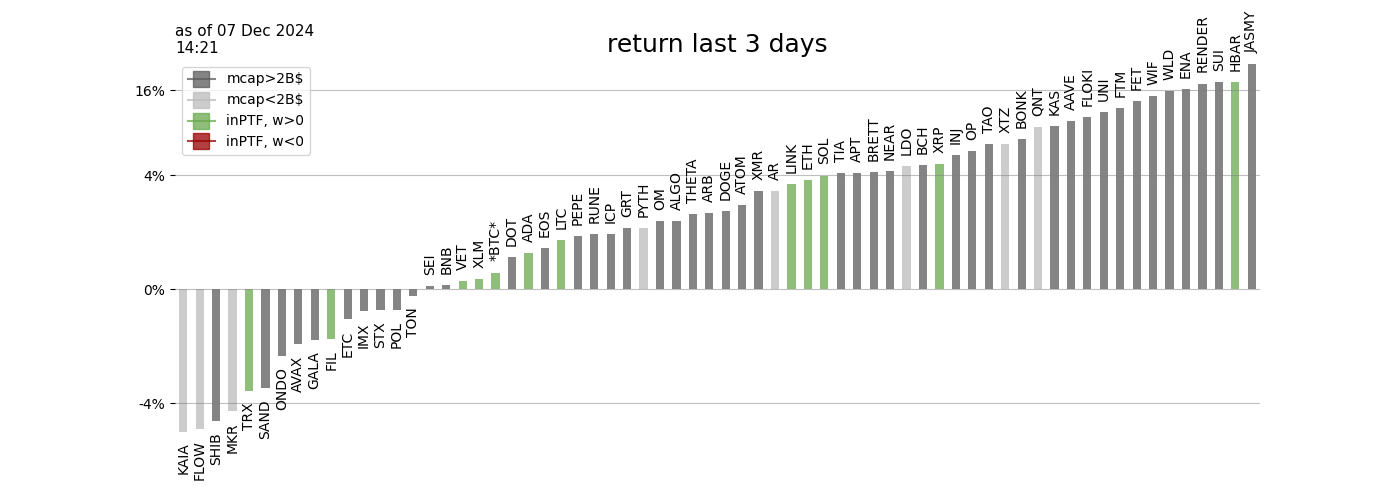 as of 07 Dec 2024
14:21
return last 3 days
mcap>2B$
mcap<2B$
inPTF, w>0
inPTF, w<0
16%
4%
0%
-4%
KAIA
FLOW
SHIB
MKR
TRX
SAND
ONDO
AVAX
GALA
FIL
ETC
IMX
STX
POL
TON
SEI
BNB
VET
XLM
*BTC*
DOT
ADA
EOS
LTC
PEPE
RUNE
ICP
GRT
PYTH
OM
ALGO
THETA
ARB
DOGE
ATOM
XMR
AR
LINK
ETH
SOL
TIA
APT
BRETT
NEAR
LDO
BCH
XRP
INJ
OP
TAO
XTZ
BONK
QNT
KAS
AAVE
FLOKI
UNI
FTM
FET
WIF
WLD
ENA
RENDER
SUI
HBAR
JASMY